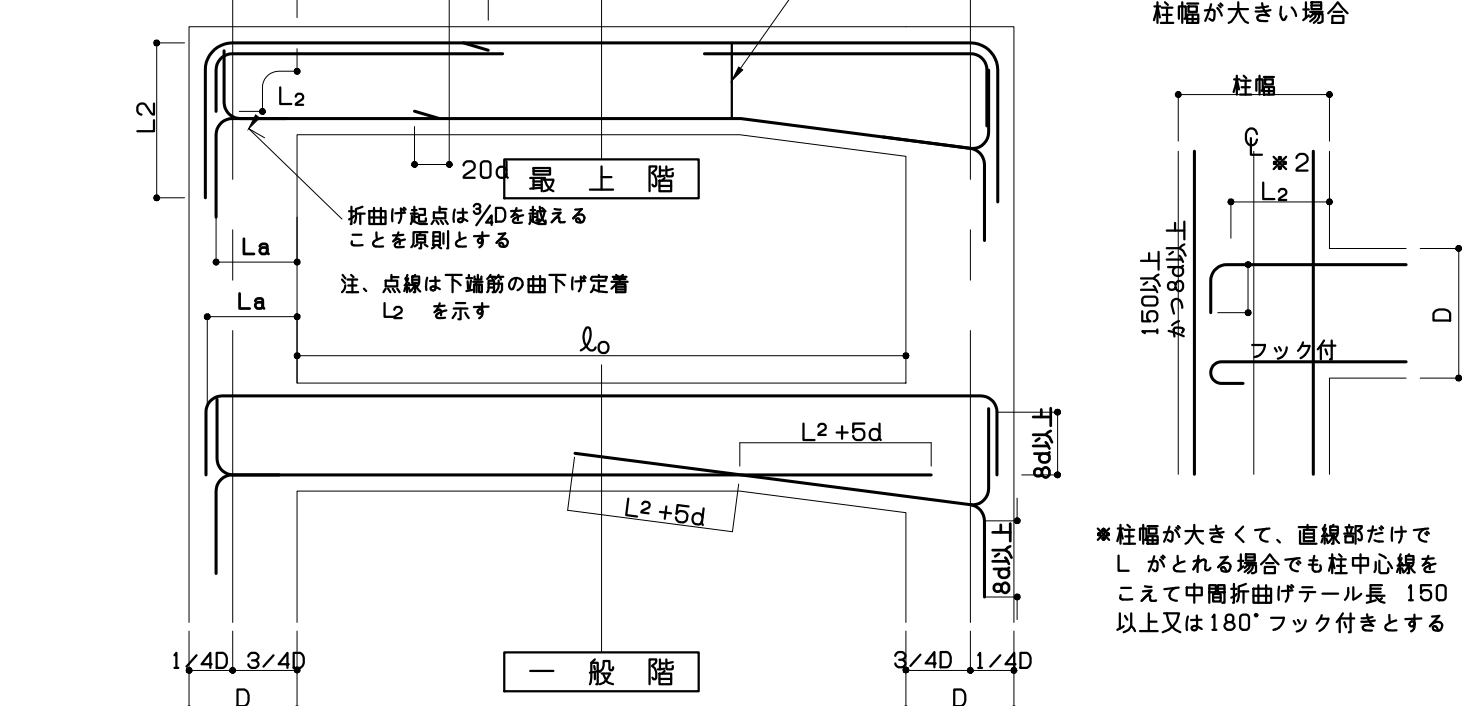 柱幅が大きい場合
柱幅
L2
L2
℄
※2
L2
20d
最 上 階
折曲げ起点は3/4Dを越える
ことを原則とする
La
注、点線は下端筋の曲下げ定着
L2 を示す
La
150以上
かつ8d以上
D
フック付
ℓo
L2+5d
8d以上
L2+5d
8d以上
※柱幅が大きくて、直線部だけで
L がとれる場合でも柱中心線を
こえて中間折曲げテール長 150
以上又は180°フック付きとする
1/4D 3/4D
一 般 階
3/4D 1/4D
D
D